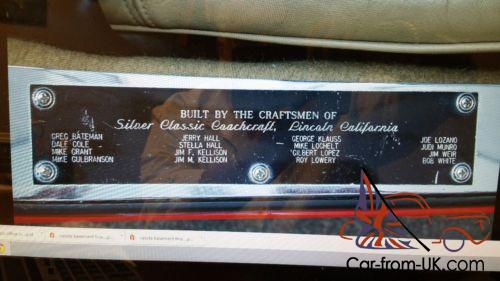 BUILT BY THE CRAFTSMEN OF
Silver Classic Coachcraft, Lincoln California
GREG BATEMAN
DALE COLE
MIKE GRANT
MIKE GULBRANSON
JERRY HALL
STELLA HALL
JIM F. KELLISON
JIM M. KELLISON
GEORGE KLAUSS
MIKE LOCHELT
GILBERT LOPEZ
ROY LOWERY
JOE LOZANO
JUDI MUNRO
JIM WEIR
BOB WHITE
Car-from-UK.com